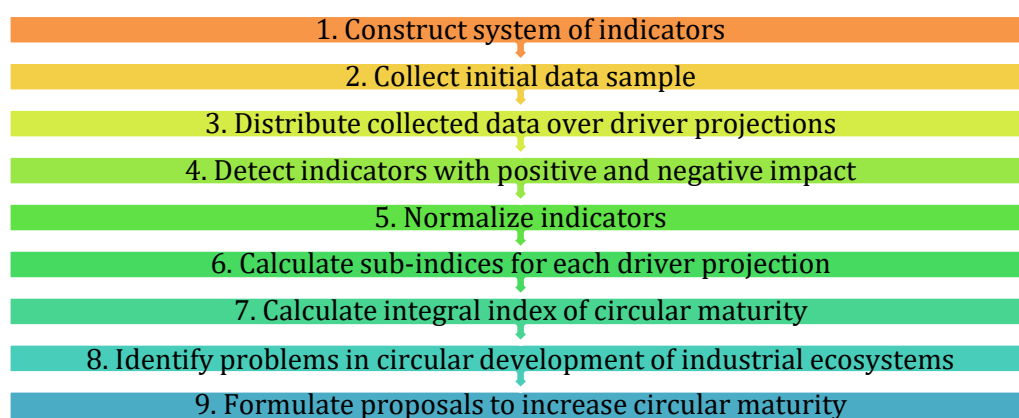 1. Construct system of indicators
2. Collect initial data sample
3. Distribute collected data over driver projections
4. Detect indicators with positive and negative impact
5. Normalize indicators
6. Calculate sub-indices for each driver projection
7. Calculate integral index of circular maturity
8. Identify problems in circular development of industrial ecosystems
9. Formulate proposals to increase circular maturity